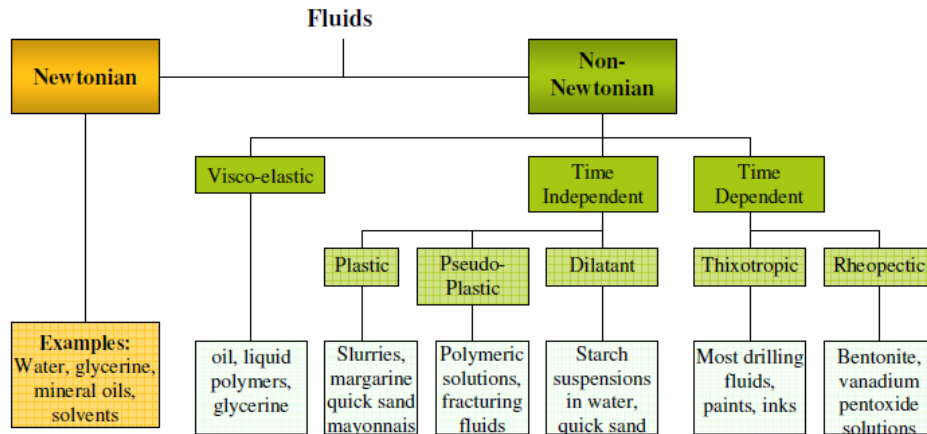 Fluids
Newtonian
Non-
Newtonian
Visco-elastic
Time
Independent
Time
Dependent
Plastic
Pseudo-
Plastic
Dilatant
Thixotropic
Rheopectic
Examples:
Water, glycerine,
mineral oils,
solvents
oil, liquid
polymers,
glycerine
Slurries,
margarine
quick sand
mayonnais
Polymeric
solutions,
fracturing
fluids
Starch
suspensions
in water,
quick sand
Most drilling
fluids,
paints, inks
Bentonite,
vanadium
pentoxide
solutions